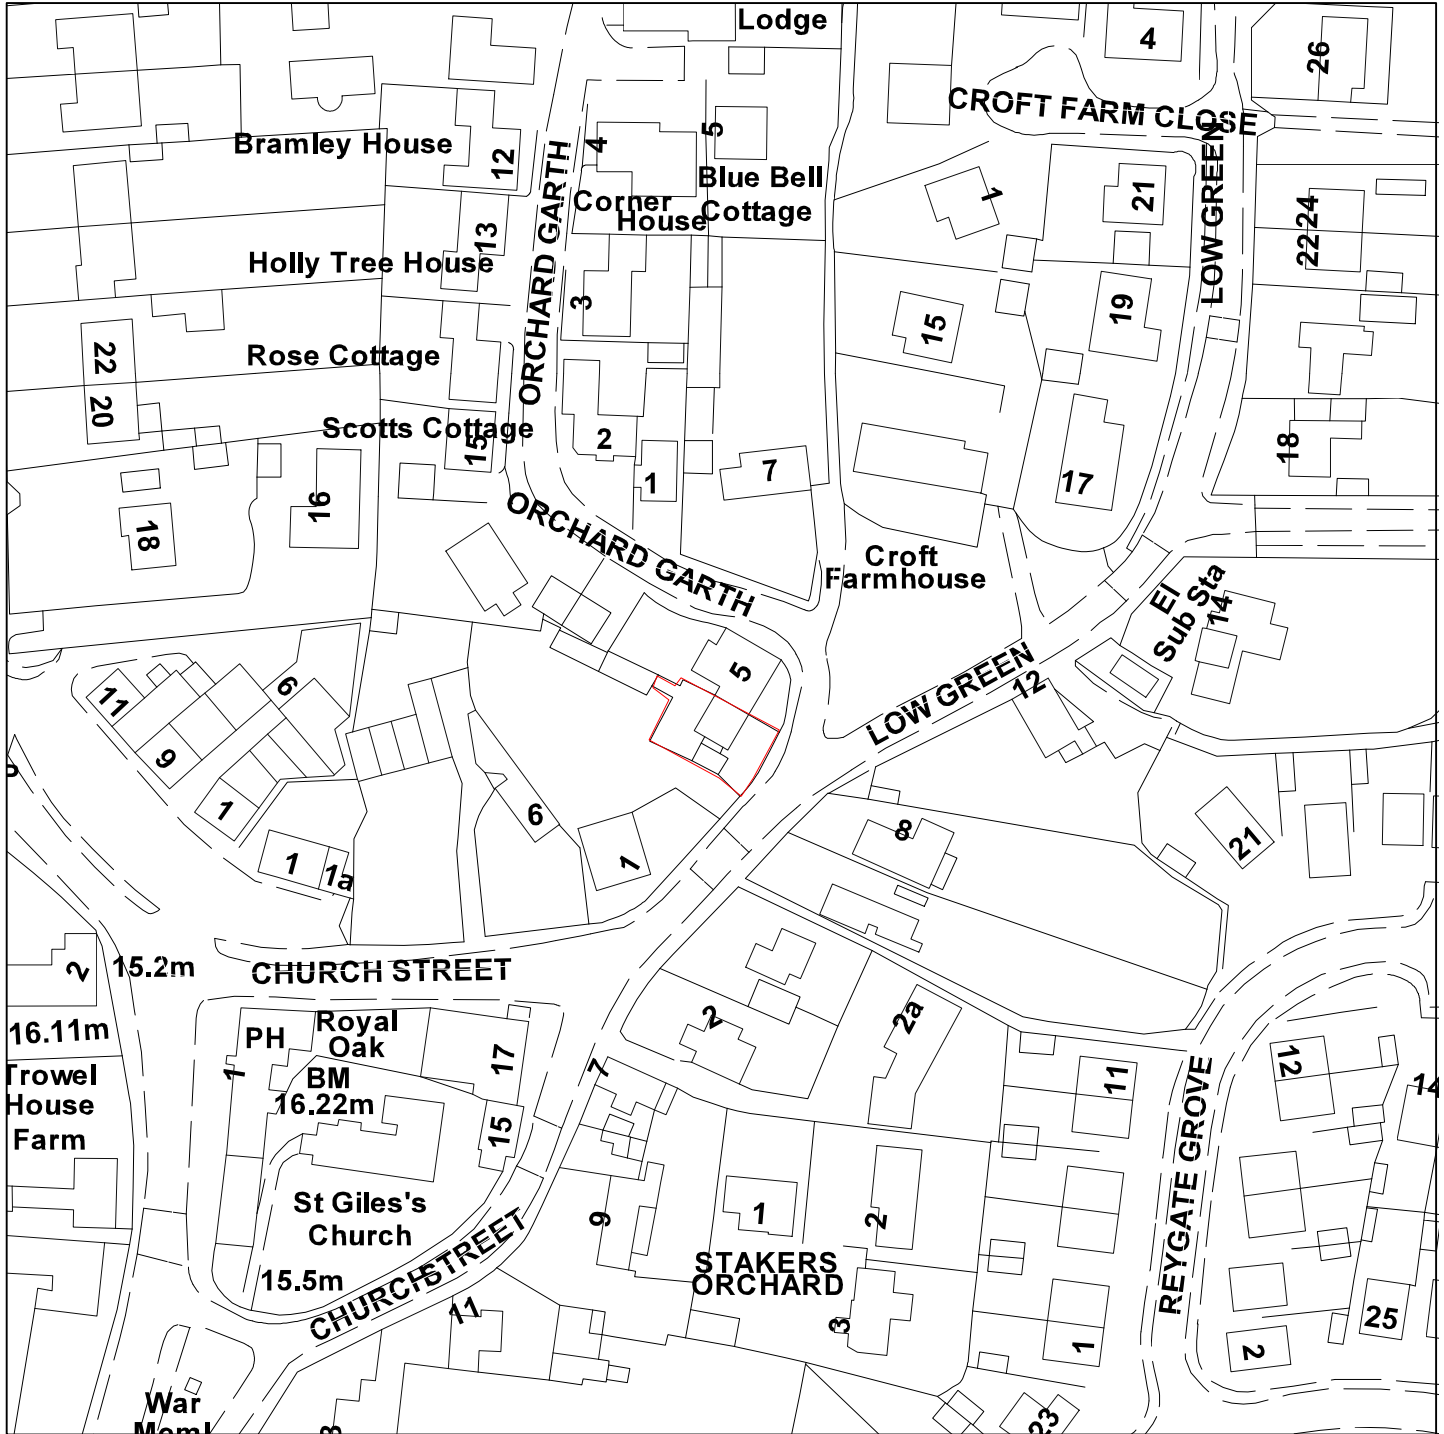 Lodge
4
26
CROFT FARM CLOSE
Bramley House
12
4
5
LOW GREEN
Blue Bell
Cottage
Corner
House
ORCHARD GARTH
1
21
24
22
13
Holly Tree House
3
19
15
22
Rose Cottage
20
Scotts Cottage
15
2
18
1
7
17
16
18
ORCHARD GARTH
Croft
Farmhouse
El
Sub Sta
14
5
LOW GREEN
12
11
6
9
1
6
8
21
1
1a
1
2
15.2m
CHURCH STREET
16.11m
PH
Royal
Oak
1
17
7
2
2a
Trowel
House
Farm
BM
16.22m
15
11
12
14
REYGATE GROVE
St Giles's
Church
9
1
2
STAKERS
ORCHARD
15.5m
CHURCH STREET
11
3
1
25
2
War
Meml
23